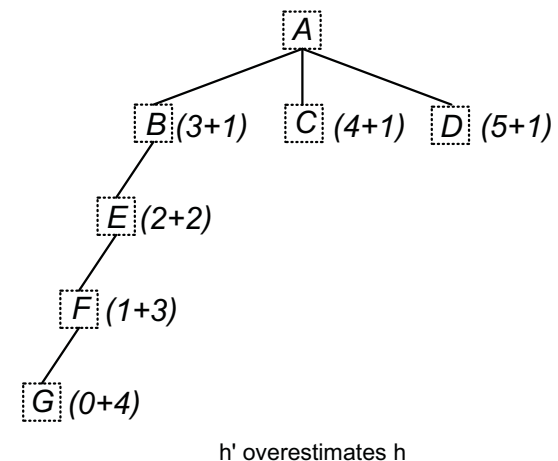 A
B (3+1) C (4+1) D (5+1)
E (2+2)
F (1+3)
G (0+4)
h' overestimates h